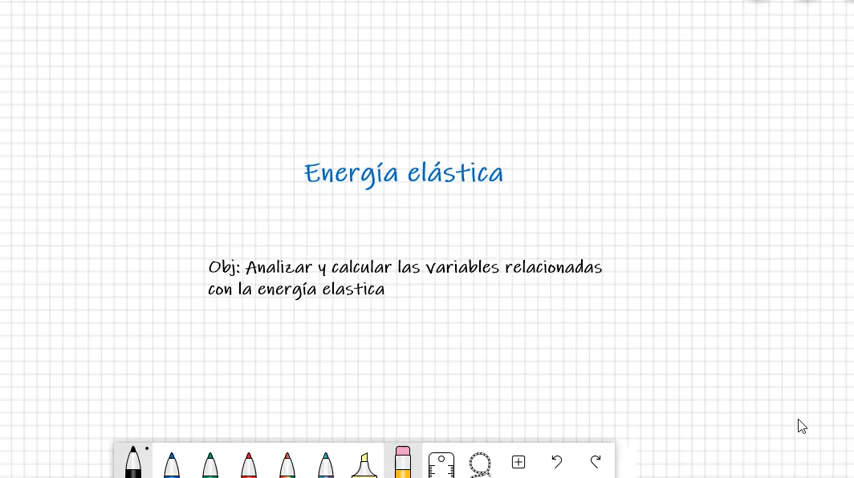 Energía elástica
Obj: Analizar y calcular las variables relacionadas
con la energía elastica